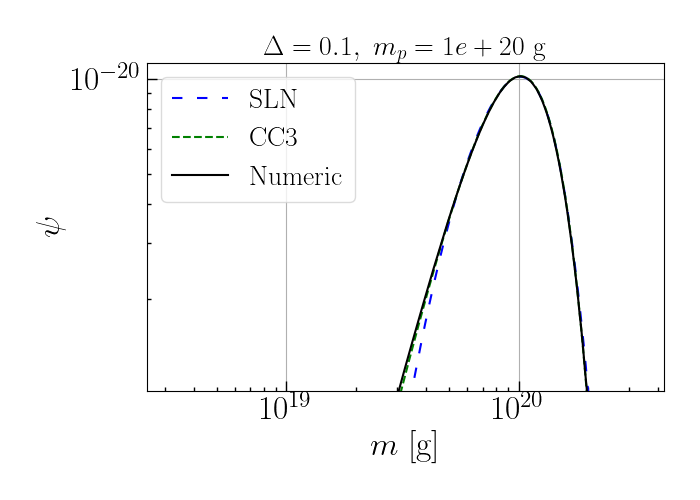 Δ = 0.1, m_p = 1e + 20 g
10^{-20}
SLN
CC3
Numeric
ψ
10^{19} 10^{20}
m [g]